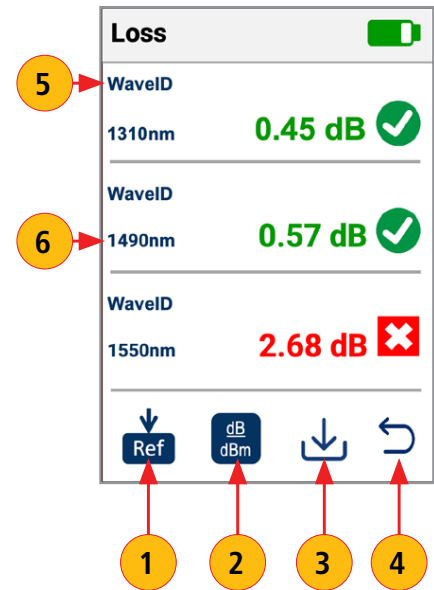 Loss
5
WaveID
1310nm
0.45 dB
WaveID
6
1490nm
0.57 dB
WaveID
1550nm
2.68 dB
Ref
dB
dBm
1
2
3
4